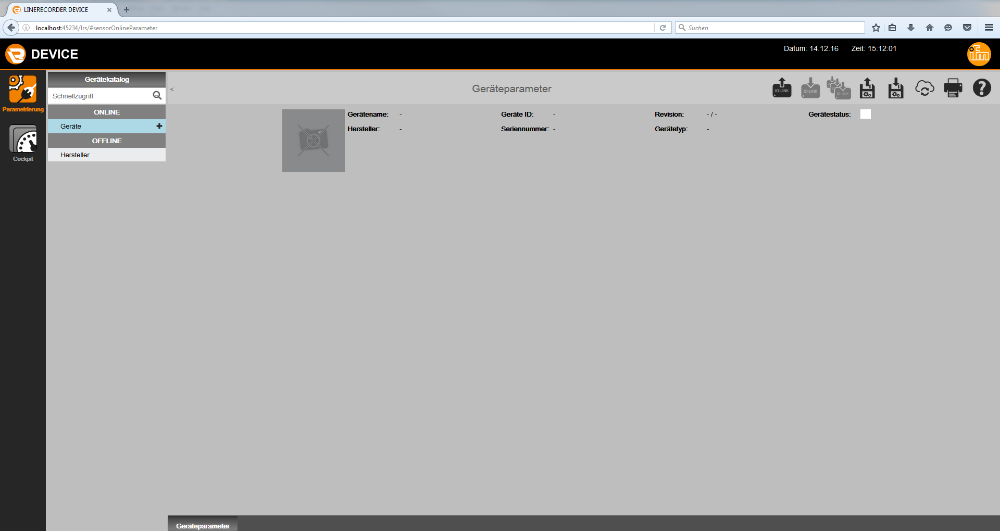 LINERECORDER DEVICE
localhost:45234/lrs/#sensorOnlineParameter
Suchen
DEVICE
Datum: 14.12.16 Zeit: 15:12:01
ifm
Parametrierung
Cockpit
Gerätekatalog
Schnellzugriff
ONLINE
Geräte
OFFLINE
Hersteller
<
Geräteparameter
IO-LINK
IO-LINK
IO-LINK
Gerätename: - Geräte ID: - Revision: - / - Gerätestatus:
Hersteller: - Seriennummer: - Gerätetyp: -
Geräteparameter